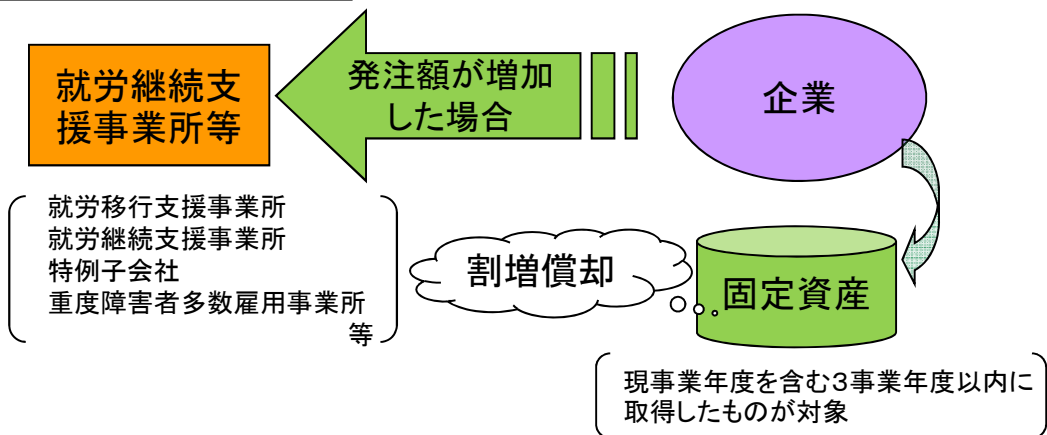 就労継続支
援事業所等
発注額が増加
した場合
企業
就労移行支援事業所
就労継続支援事業所
特例子会社
重度障害者多数雇用事業所
等
割増償却
固定資産
現事業年度を含む３事業年度以内に
取得したものが対象